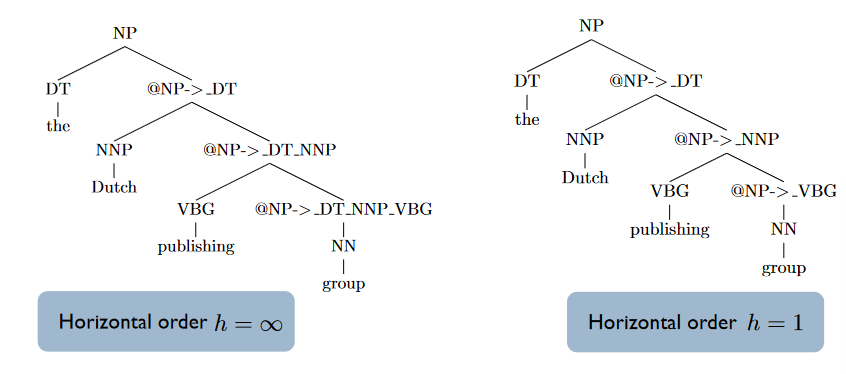 NP
DT @NP->_DT
the
NNP @NP->_DT_NNP
Dutch
VBG @NP->_DT_NNP_VBG
publishing NN
group
Horizontal order h = ∞
NP
DT @NP->_DT
the
NNP @NP->_NNP
Dutch
VBG @NP->_VBG
publishing NN
group
Horizontal order h = 1